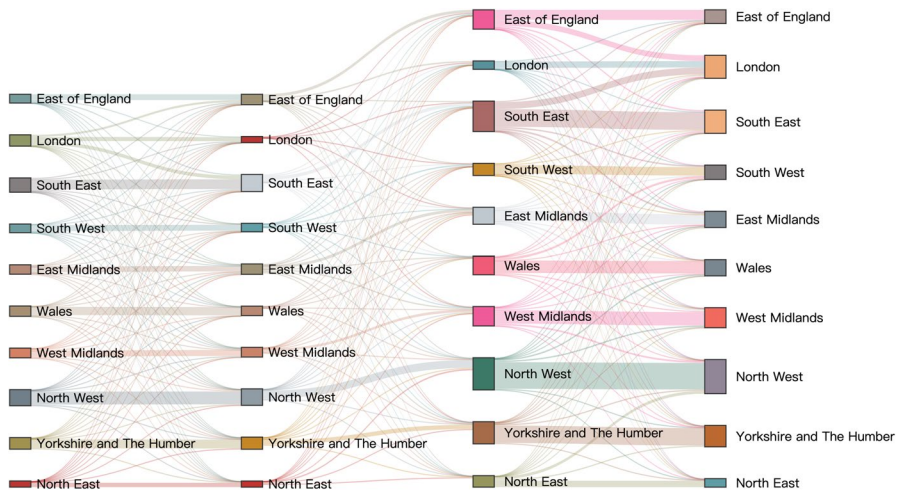 East of England
London
South East
South West
East Midlands
Wales
West Midlands
North West
Yorkshire and The Humber
North East
East of England
London
South East
South West
East Midlands
Wales
West Midlands
North West
Yorkshire and The Humber
North East
East of England
London
South East
South West
East Midlands
Wales
West Midlands
North West
Yorkshire and The Humber
North East
East of England
London
South East
South West
East Midlands
Wales
West Midlands
North West
Yorkshire and The Humber
North East